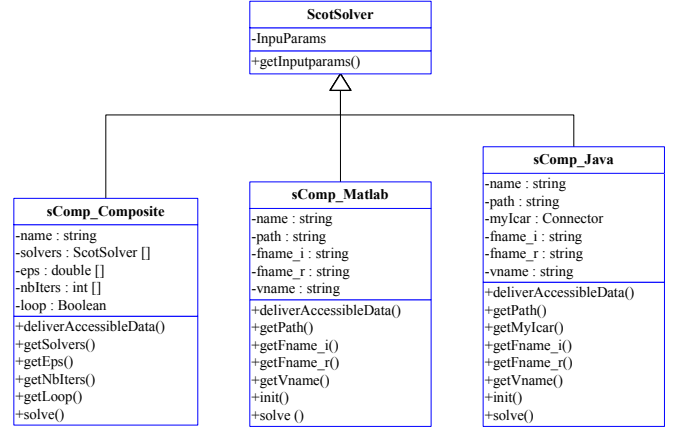 ScotSolver
-InpuParams
+getInputparams()
sComp_Composite
-name : string
-solvers : ScotSolver []
-eps : double []
-nbIters : int []
-loop : Boolean
+deliverAccessibleData()
+getSolvers()
+getEps()
+getNbIters()
+getLoop()
+solve()
sComp_Matlab
-name : string
-path : string
-fname_i : string
-fname_r : string
-vname : string
+deliverAccessibleData()
+getPath()
+getFname_i()
+getFname_r()
+getVname()
+init()
+solve ()
sComp_Java
-name : string
-path : string
-myIcar : Connector
-fname_i : string
-fname_r : string
-vname : string
+deliverAccessibleData()
+getPath()
+getMyIcar()
+getFname_i()
+getFname_r()
+getVname()
+init()
+solve()